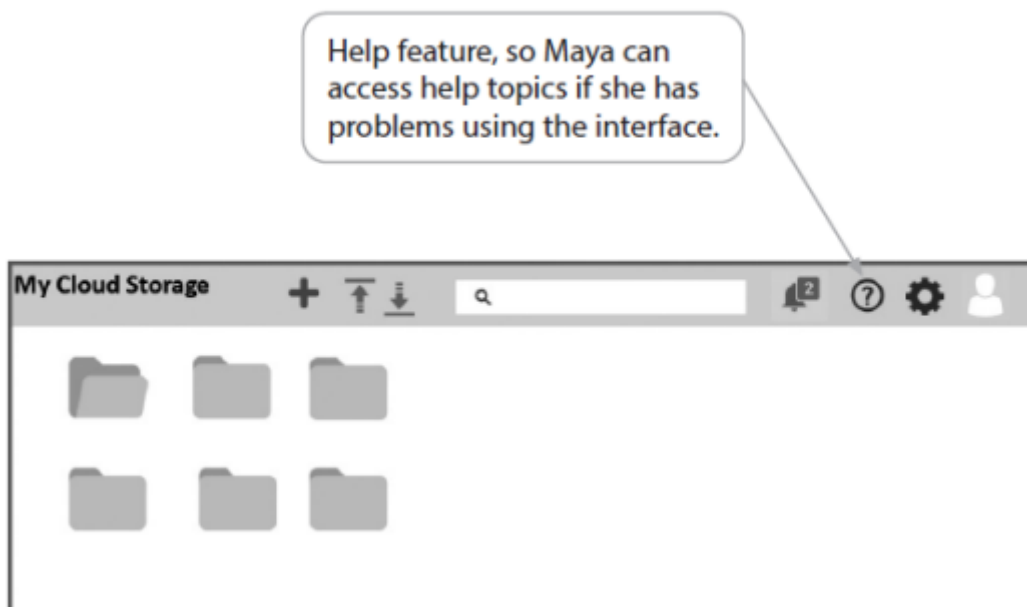 Help feature, so Maya can
access help topics if she has
problems using the interface.
My Cloud Storage
2
?